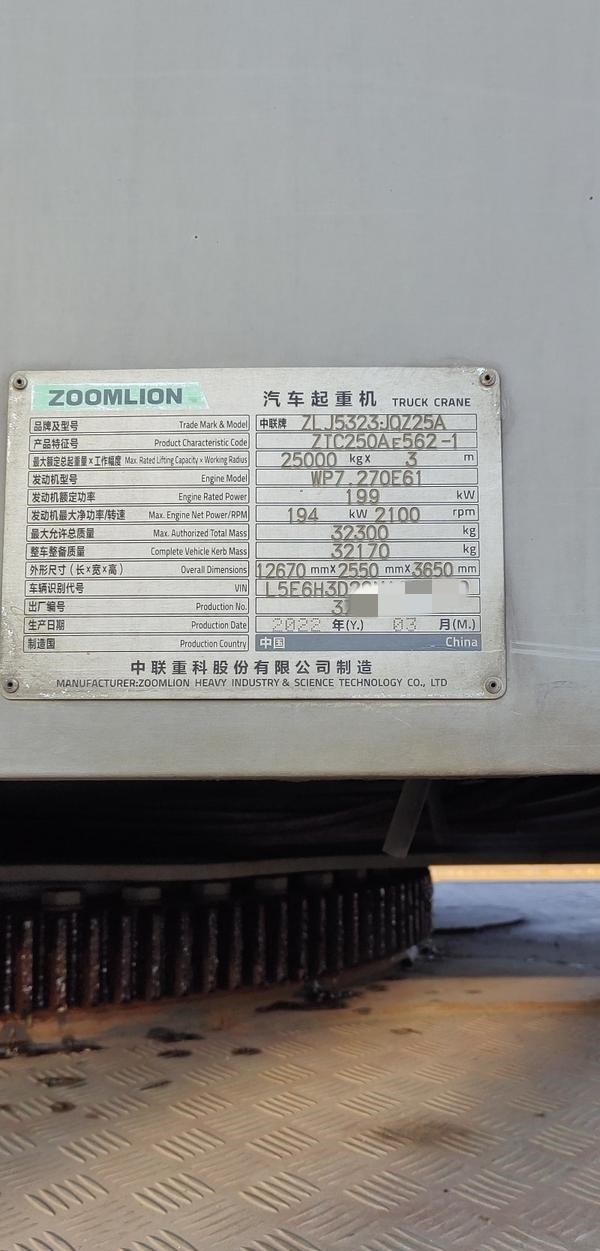 ZOOMLION 汽车起重机 TRUCK CRANE
品牌及型号 Trade Mark & Model 中联牌 ZLJ5323JQZ25A
产品特征号 Product Characteristic Code ZTC250AE562-1
最大额定总起重量×工作幅度 Max. Rated Lifting Capacity × Working Radius 25000 kg× 3 m
发动机型号 Engine Model WP7.270E61
发动机额定功率 Engine Rated Power 199 kW
发动机最大净功率/转速 Max. Engine Net Power/RPM 194 kW 2100 rpm
最大允许总质量 Max. Authorized Total Mass 32300 kg
整车整备质量 Complete Vehicle Kerb Mass 32170 kg
外形尺寸(长×宽×高) Overall Dimensions 12670 mm×2550 mm×3650 mm
车辆识别代号 VIN L5E6H3D2
出厂编号 Production No. 3
生产日期 Production Date 2022 年(Y.) 03 月(M.)
制造国 Production Country 中国 China
中联重科股份有限公司制造
MANUFACTURER:ZOOMLION HEAVY INDUSTRY & SCIENCE TECHNOLOGY CO., LTD